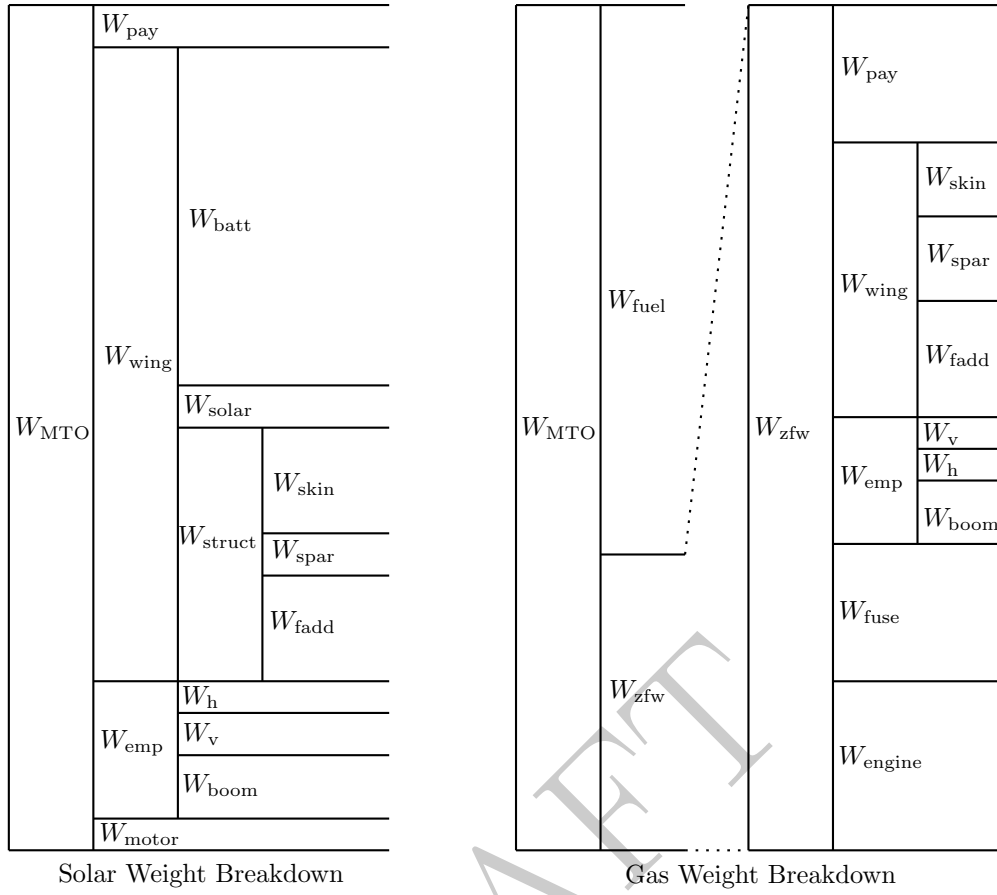 W_pay
W_batt
W_wing
W_solar
W_MTO
W_skin
W_struct
W_spar
W_fadd
W_h
W_emp
W_v
W_boom
W_motor
Solar Weight Breakdown
W_pay
W_skin
W_spar
W_wing
W_fuel
W_fadd
W_MTO
W_zfw
W_v
W_h
W_emp
W_boom
W_fuse
W_zfw
W_engine
Gas Weight Breakdown
AFT